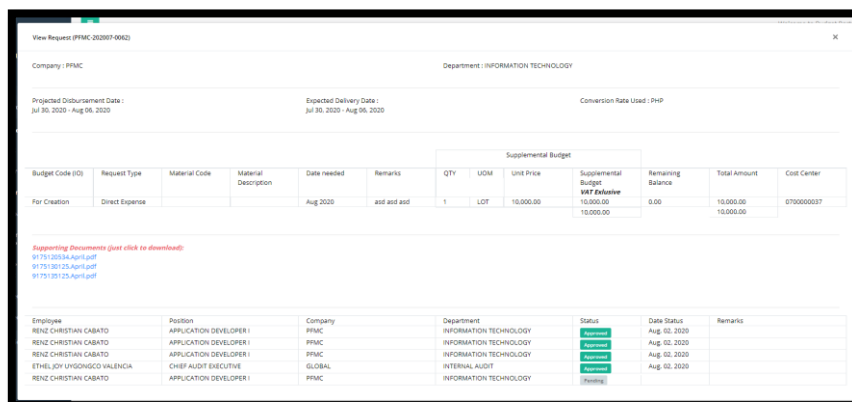 View Request (PFMC-202007-0062) ×
Company : PFMC Department : INFORMATION TECHNOLOGY
Projected Disbursement Date : Expected Delivery Date : Conversion Rate Used : PHP
Jul 30, 2020 - Aug 06, 2020 Jul 30, 2020 - Aug 06, 2020
Supplemental Budget
Budget Code (IO) Request Type Material Code Material Description Date needed Remarks QTY UOM Unit Price Supplemental Budget VAT Exlusive Remaining Balance Total Amount Cost Center
For Creation Direct Expense Aug 2020 asd asd asd 1 LOT 10,000.00 10,000.00 0.00 10,000.00 0700000037
10,000.00 10,000.00
Supporting Documents (just click to download):
9175120534.April.pdf
9175130125.April.pdf
9175135125.April.pdf
Employee Position Company Department Status Date Status Remarks
RENZ CHRISTIAN CABATO APPLICATION DEVELOPER I PFMC INFORMATION TECHNOLOGY Approved Aug. 02, 2020
RENZ CHRISTIAN CABATO APPLICATION DEVELOPER I PFMC INFORMATION TECHNOLOGY Approved Aug. 02, 2020
RENZ CHRISTIAN CABATO APPLICATION DEVELOPER I PFMC INFORMATION TECHNOLOGY Approved Aug. 02, 2020
ETHEL JOY UYGONGCO VALENCIA CHIEF AUDIT EXECUTIVE GLOBAL INTERNAL AUDIT Approved Aug. 02, 2020
RENZ CHRISTIAN CABATO APPLICATION DEVELOPER I PFMC INFORMATION TECHNOLOGY Pending